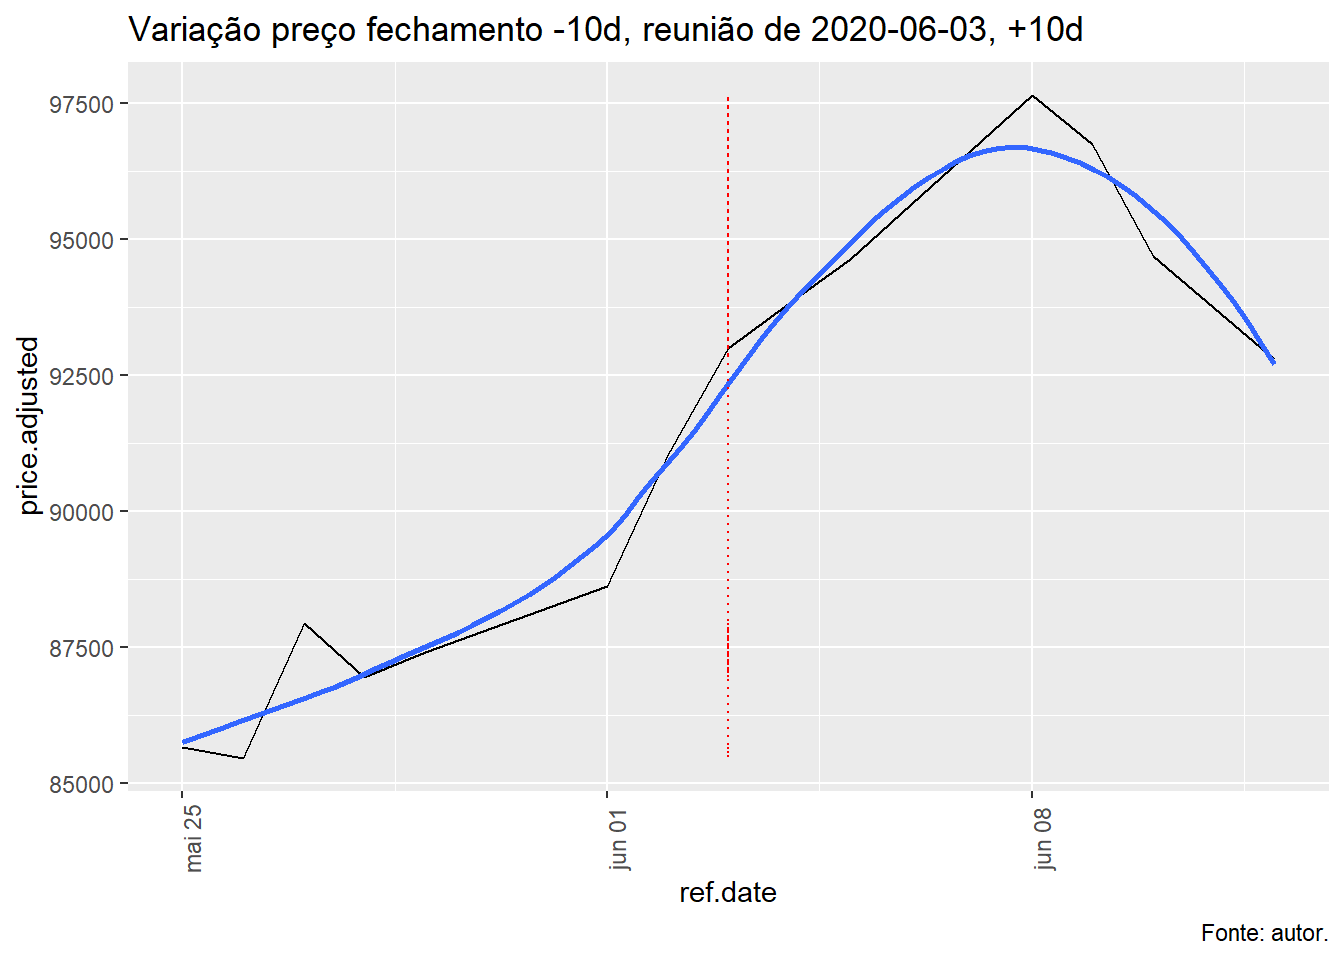 Variação preço fechamento -10d, reunião de 2020-06-03, +10d
97500
95000
92500
90000
87500
85000
price.adjusted
mai 25
jun 01
jun 08
ref.date
Fonte: autor.